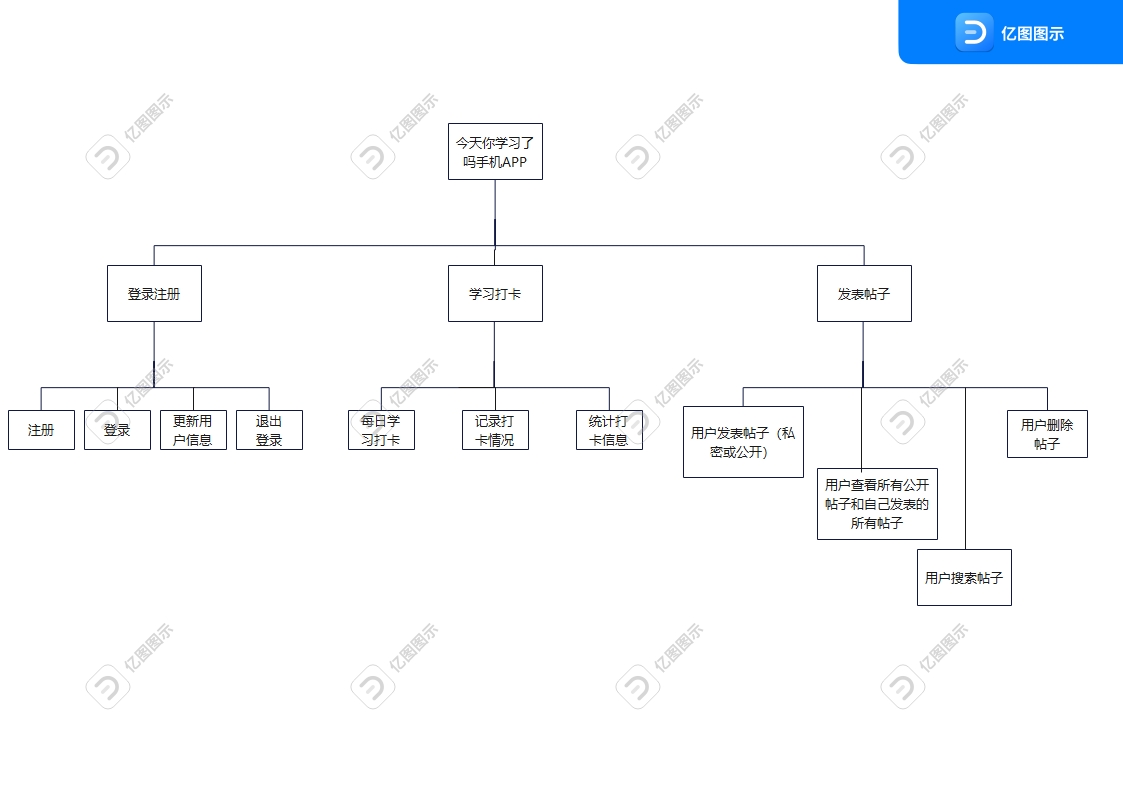 亿图图示
亿图图示
亿图图示
亿图图示
亿图图示
今天你学习了
吗手机APP
登录注册
学习打卡
发表帖子
亿图图示
亿图图示
亿图图示
亿图图示
注册
登录
更新用
户信息
退出
登录
每日学
习打卡
记录打
卡情况
统计打
卡信息
用户发表帖子（私
密或公开）
用户查看所有公开
帖子和自己发表的
所有帖子
用户搜索帖子
用户删除
帖子
亿图图示
亿图图示
亿图图示
亿图图示